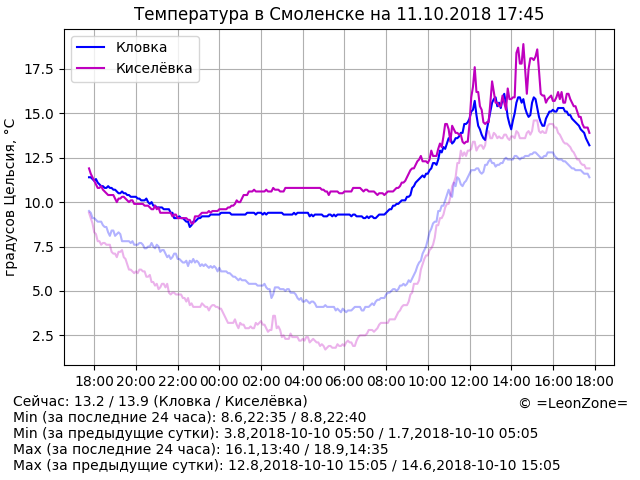 Температура в Смоленске на 11.10.2018 17:45
Кловка
Киселёвка
градусов Цельсия, °C
17.5
15.0
12.5
10.0
7.5
5.0
2.5
18:00 20:00 22:00 00:00 02:00 04:00 06:00 08:00 10:00 12:00 14:00 16:00 18:00
Сейчас: 13.2 / 13.9 (Кловка / Киселёвка)
© =LeonZone=
Min (за последние 24 часа): 8.6,22:35 / 8.8,22:40
Min (за предыдущие сутки): 3.8,2018-10-10 05:50 / 1.7,2018-10-10 05:05
Max (за последние 24 часа): 16.1,13:40 / 18.9,14:35
Max (за предыдущие сутки): 12.8,2018-10-10 15:05 / 14.6,2018-10-10 15:05